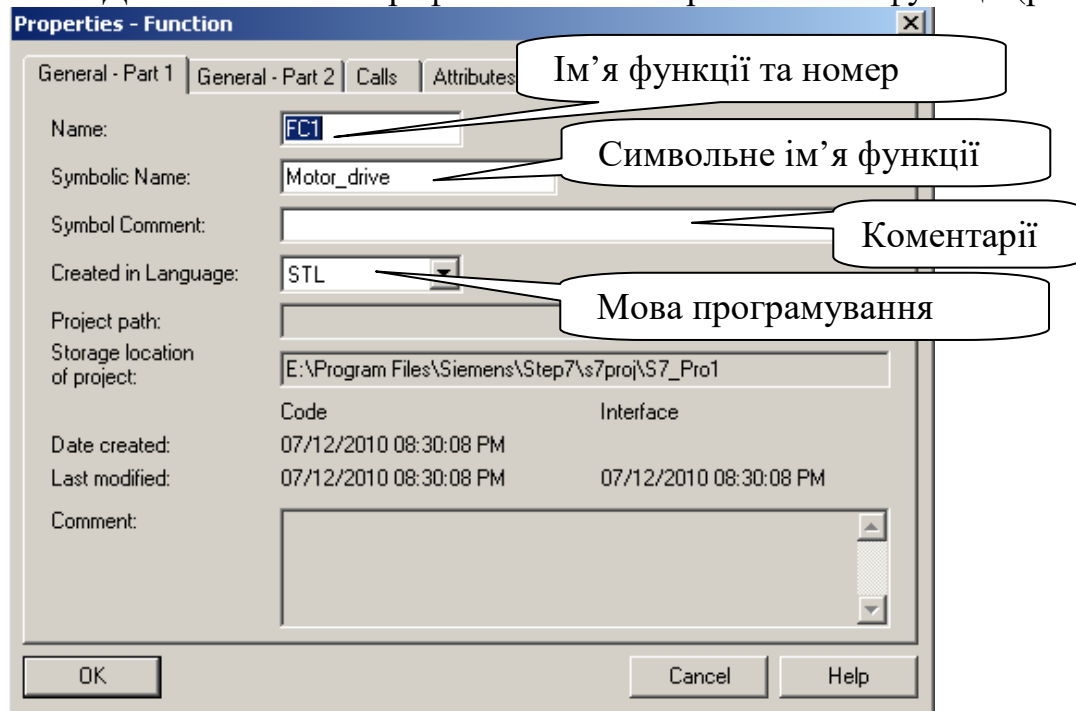 Properties - Function
General - Part 1 General - Part 2 Calls Attributes
Ім’я функції та номер
Name: FC1
Символьне ім’я функції
Symbolic Name: Motor_drive
Symbol Comment:
Коментарії
Created in Language: STL
Мова програмування
Project path:
Storage location
of project: E:\Program Files\Siemens\Step7\s7proj\S7_Pro1
Code Interface
Date created: 07/12/2010 08:30:08 PM
Last modified: 07/12/2010 08:30:08 PM 07/12/2010 08:30:08 PM
Comment:
OK Cancel Help